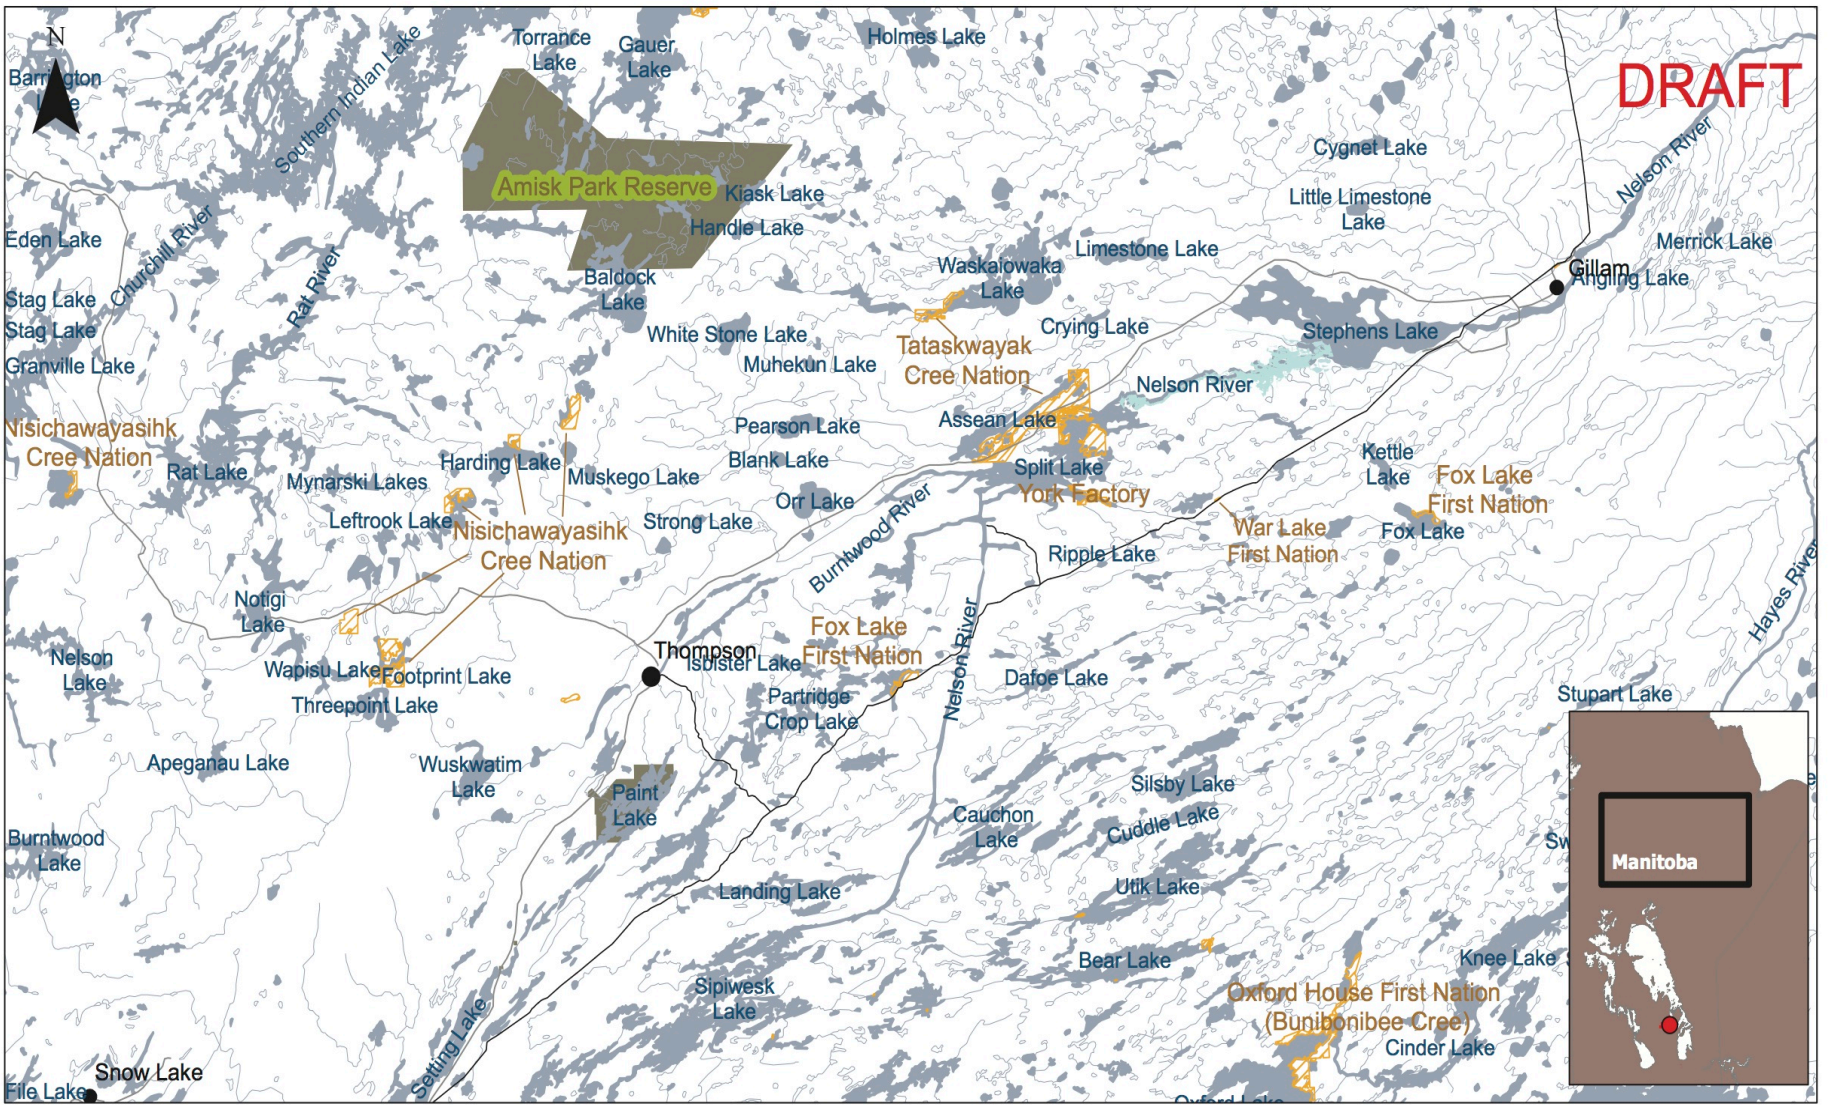 N
Torrance
Lake
Gauer
Lake
Holmes Lake
DRAFT
Southern Indian Lake
Cygnet Lake
Nelson River
Amisk Park Reserve
Kiask Lake
Little Limestone
Lake
Handle Lake
Eden Lake
Churchill River
Rat River
Limestone Lake
Merrick Lake
Waskaiowaka
Lake
Baldock
Lake
Gillam
Angling Lake
Stag Lake
Stag Lake
White Stone Lake
Crying Lake
Stephens Lake
Granville Lake
Muhekun Lake
Tataskwayak
Cree Nation
Nelson River
Nisichawayasihk
Cree Nation
Pearson Lake
Assean Lake
Rat Lake
Mynarski Lakes
Harding Lake
Muskego Lake
Blank Lake
Split Lake
Kettle
Lake
Fox Lake
First Nation
Orr Lake
York Factory
Leftrook Lake
Nisichawayasihk
Cree Nation
Strong Lake
Burntwood River
War Lake
First Nation
Fox Lake
Ripple Lake
Hayes River
Notigi
Lake
Fox Lake
First Nation
Nelson River
Nelson
Lake
Wapisu Lake
Footprint Lake
Thompson
Isbister Lake
Dafoe Lake
Threepoint Lake
Partridge
Crop Lake
Stupart Lake
Apeganau Lake
Wuskwatim
Lake
Paint
Lake
Silsby Lake
Cauchon
Lake
Cuddle Lake
Burntwood
Lake
Manitoba
Landing Lake
Utik Lake
Bear Lake
Knee Lake
Sipiwesk
Lake
Oxford House First Nation
(Bunibonibee Cree)
Setting Lake
Cinder Lake
Snow Lake
File Lake